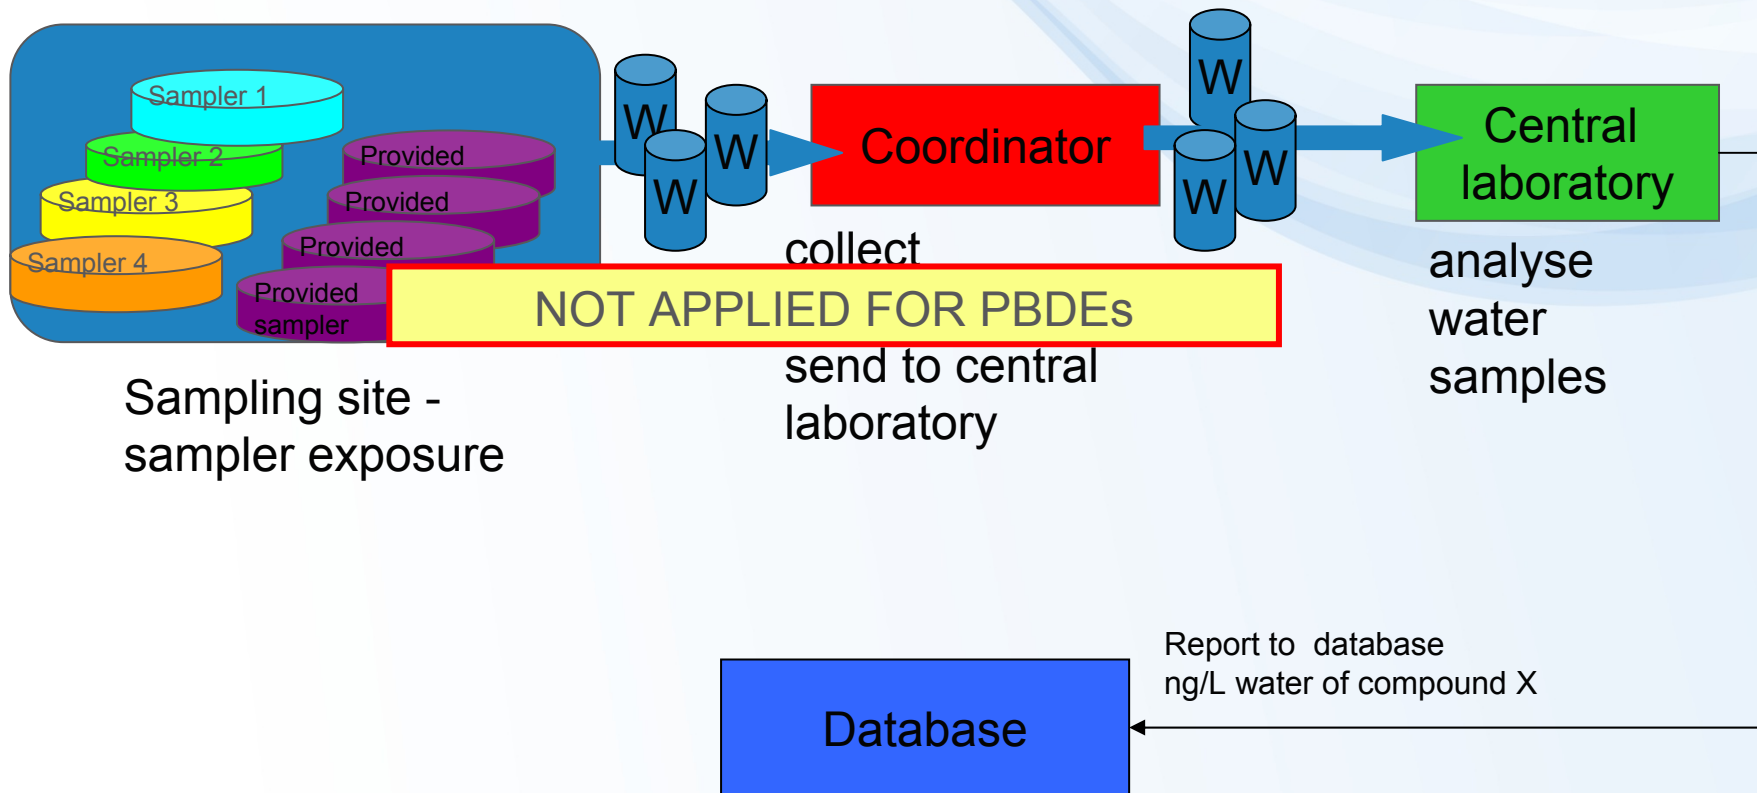 Sampler 1
Sampler 2
Sampler 3
Sampler 4
Provided
Provided
Provided
Provided
sampler
Sampling site -
sampler exposure
W
W
W
Coordinator
collect
NOT APPLIED FOR PBDEs
send to central
laboratory
W
W
W
Central
laboratory
analyse
water
samples
Report to  database
ng/L water of compound X
Database